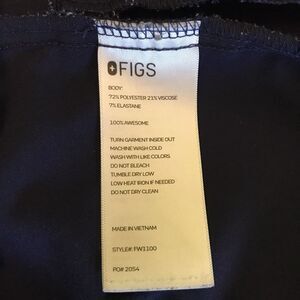 FIGS
BODY:
72% POLYESTER 21% VISCOSE
7% ELASTANE
100% AWESOME
TURN GARMENT INSIDE OUT
MACHINE WASH COLD
WASH WITH LIKE COLORS
DO NOT BLEACH
TUMBLE DRY LOW
LOW HEAT IRON IF NEEDED
DO NOT DRY CLEAN
MADE IN VIETNAM
STYLE#: FW1100
PO# 2054